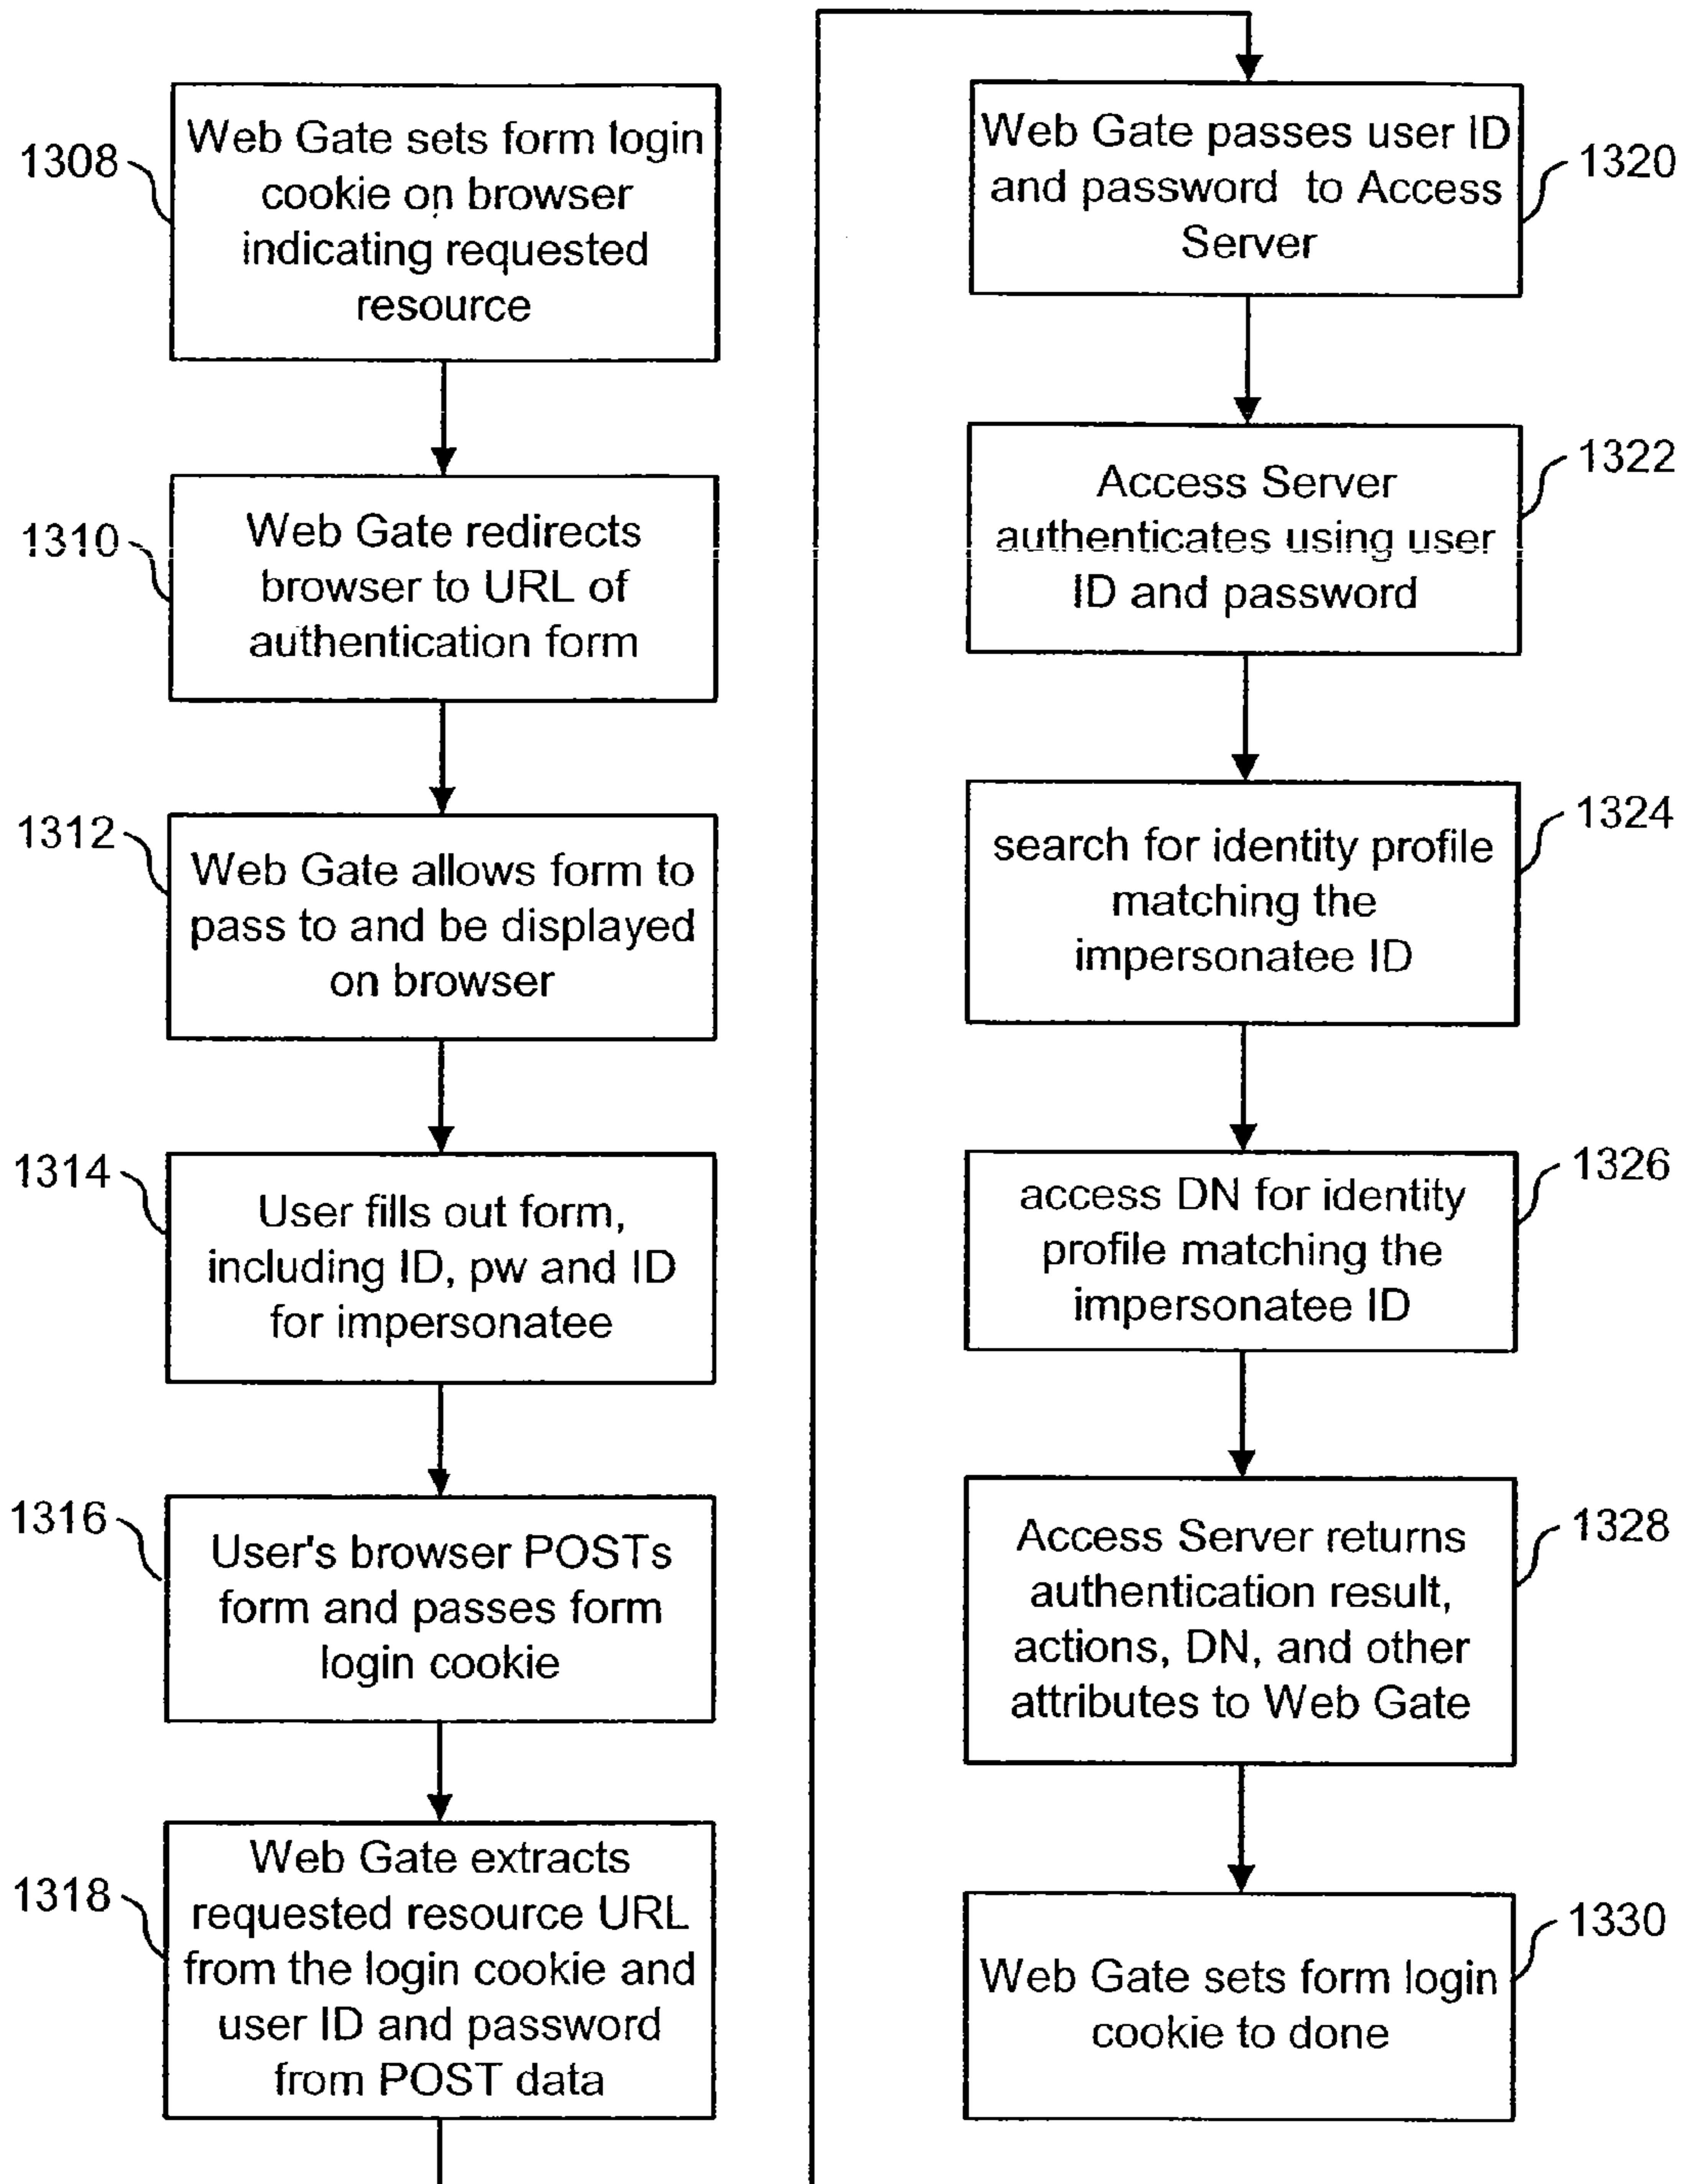 1308
Web Gate sets form login
cookie on browser
indicating requested
resource
1310
Web Gate redirects
browser to URL of
authentication form
1312
Web Gate allows form to
pass to and be displayed
on browser
1314
User fills out form,
including ID, pw and ID
for impersonatee
1316
User's browser POSTs
form and passes form
login cookie
1318
Web Gate extracts
requested resource URL
from the login cookie and
user ID and password
from POST data
Web Gate passes user ID
and password to Access
Server
1320
Access Server
authenticates using user
ID and password
1322
search for identity profile
matching the
impersonatee ID
1324
access DN for identity
profile matching the
impersonatee ID
1326
Access Server returns
authentication result,
actions, DN, and other
attributes to Web Gate
1328
Web Gate sets form login
cookie to done
1330